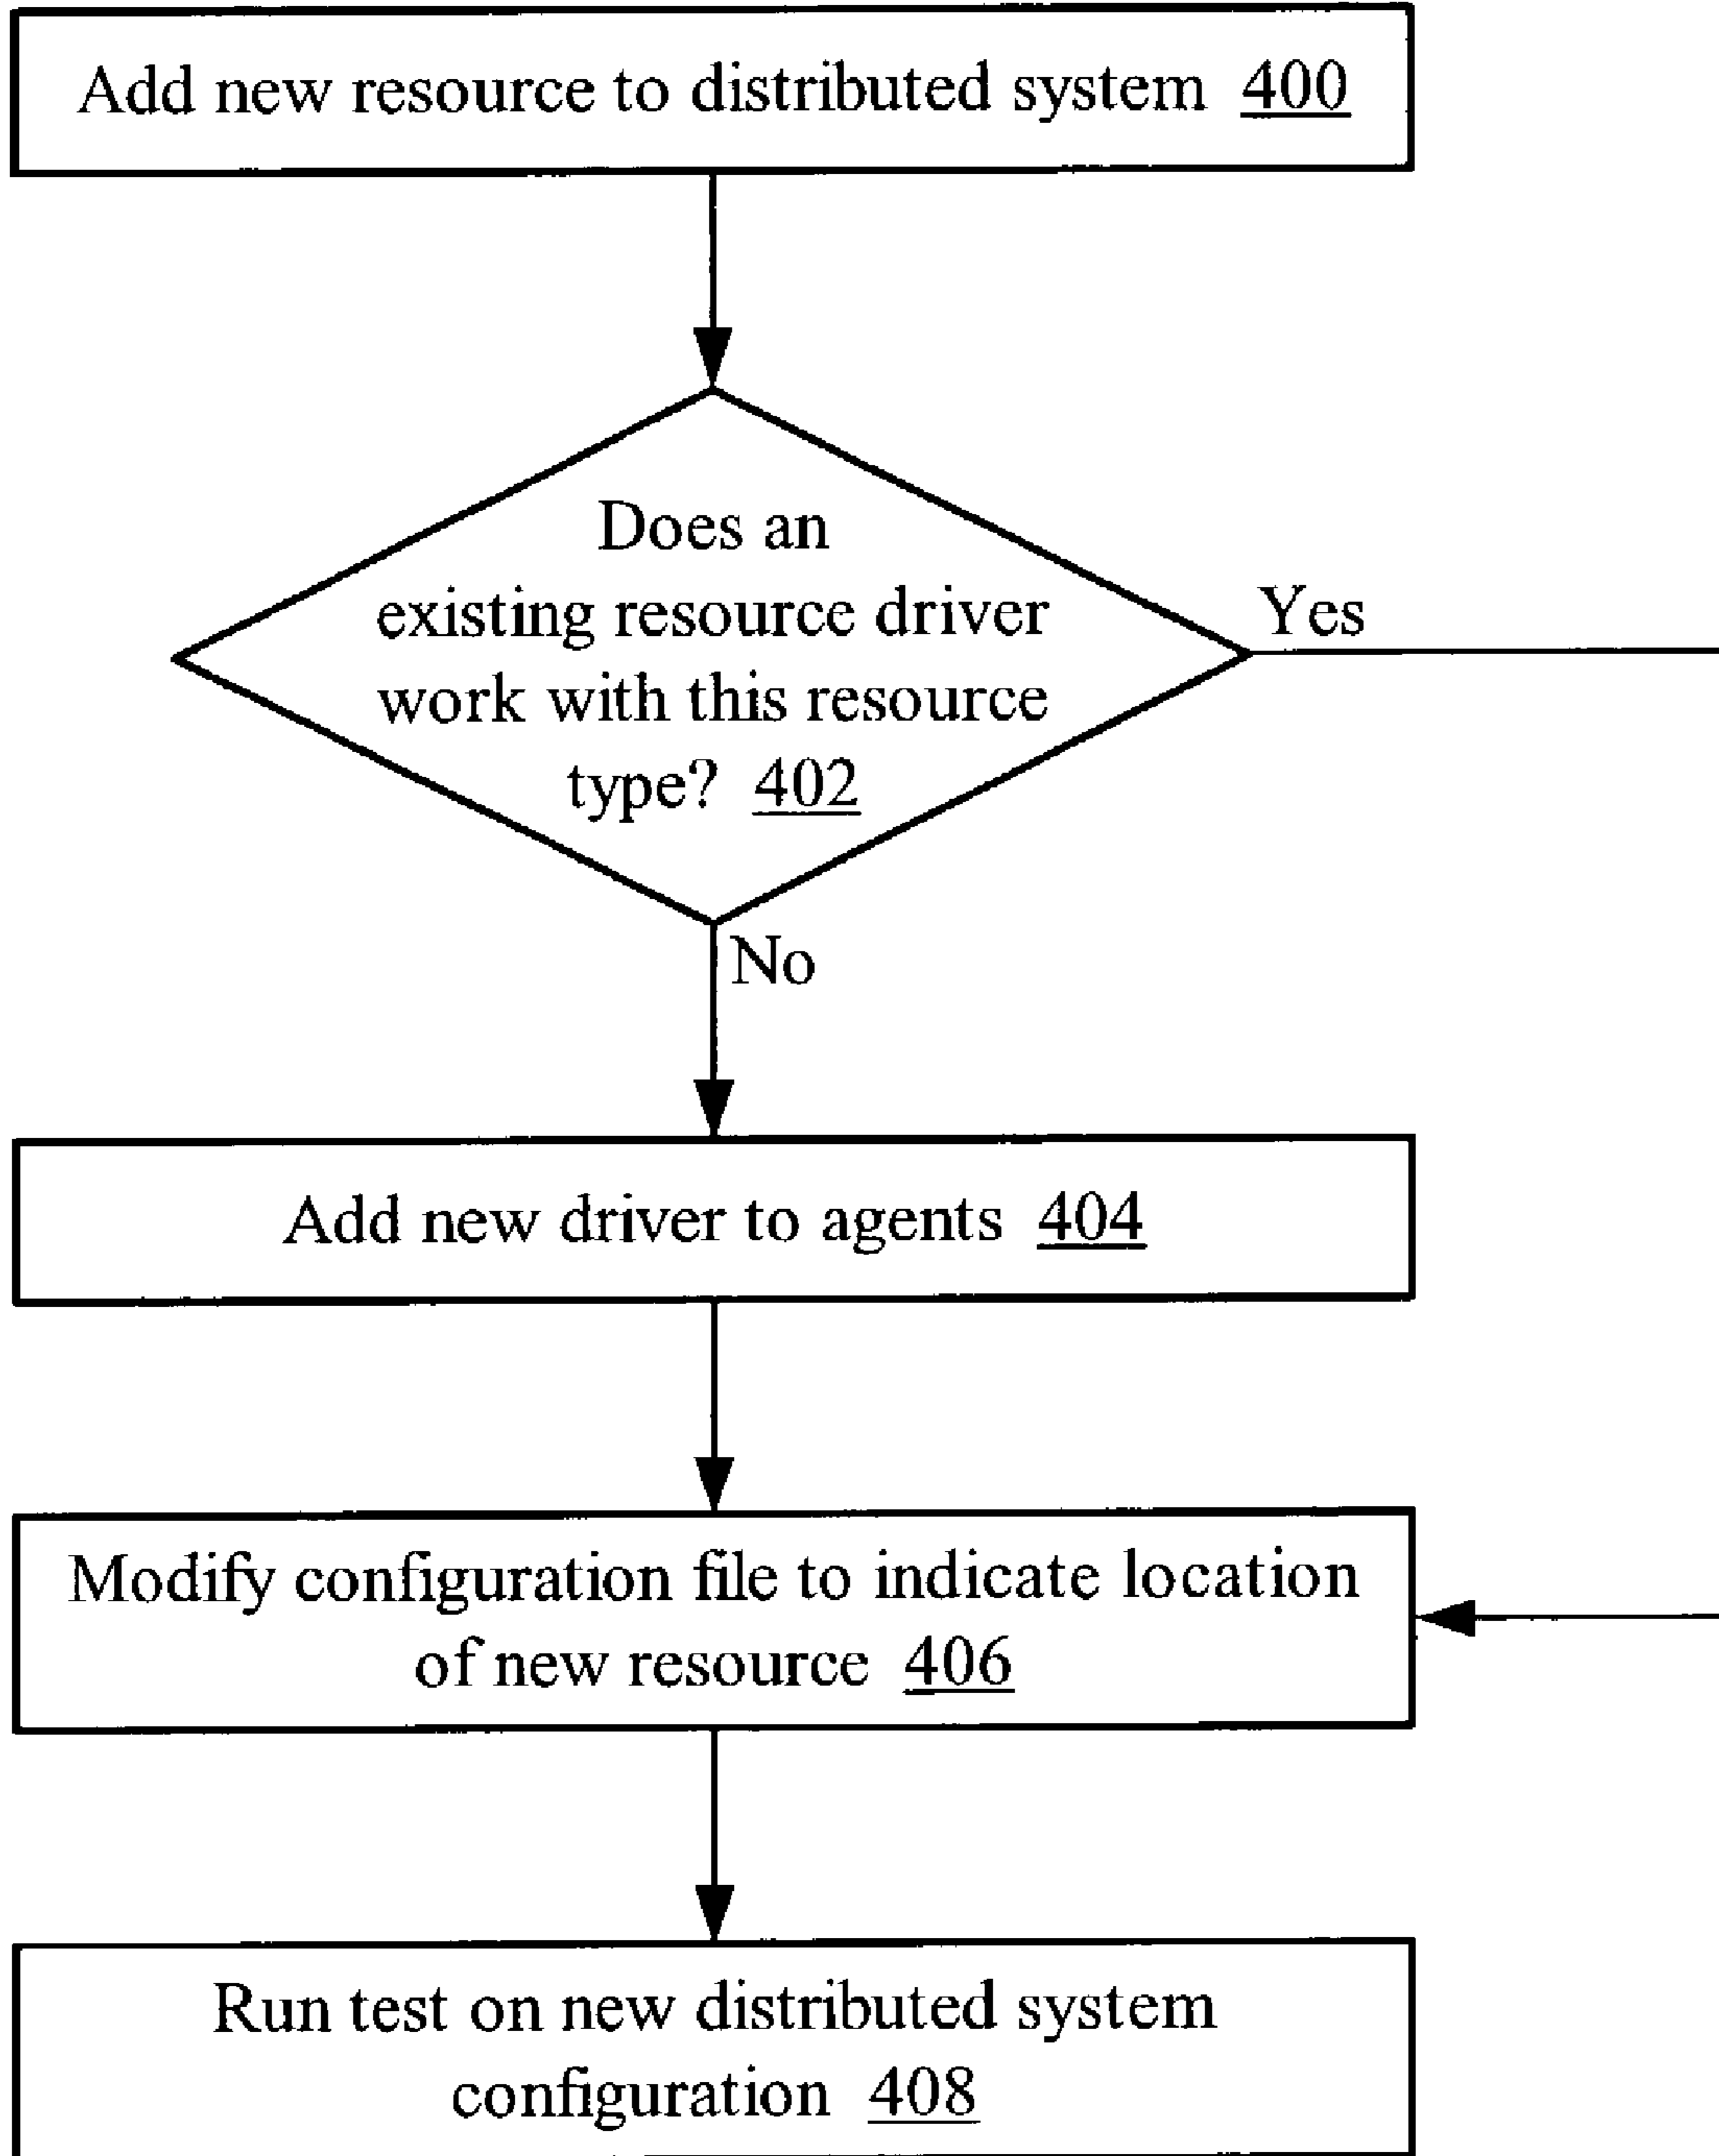 Add new resource to distributed system 400
Does an
existing resource driver
work with this resource
type? 402
Yes
No
Add new driver to agents 404
Modify configuration file to indicate location
of new resource 406
Run test on new distributed system
configuration 408